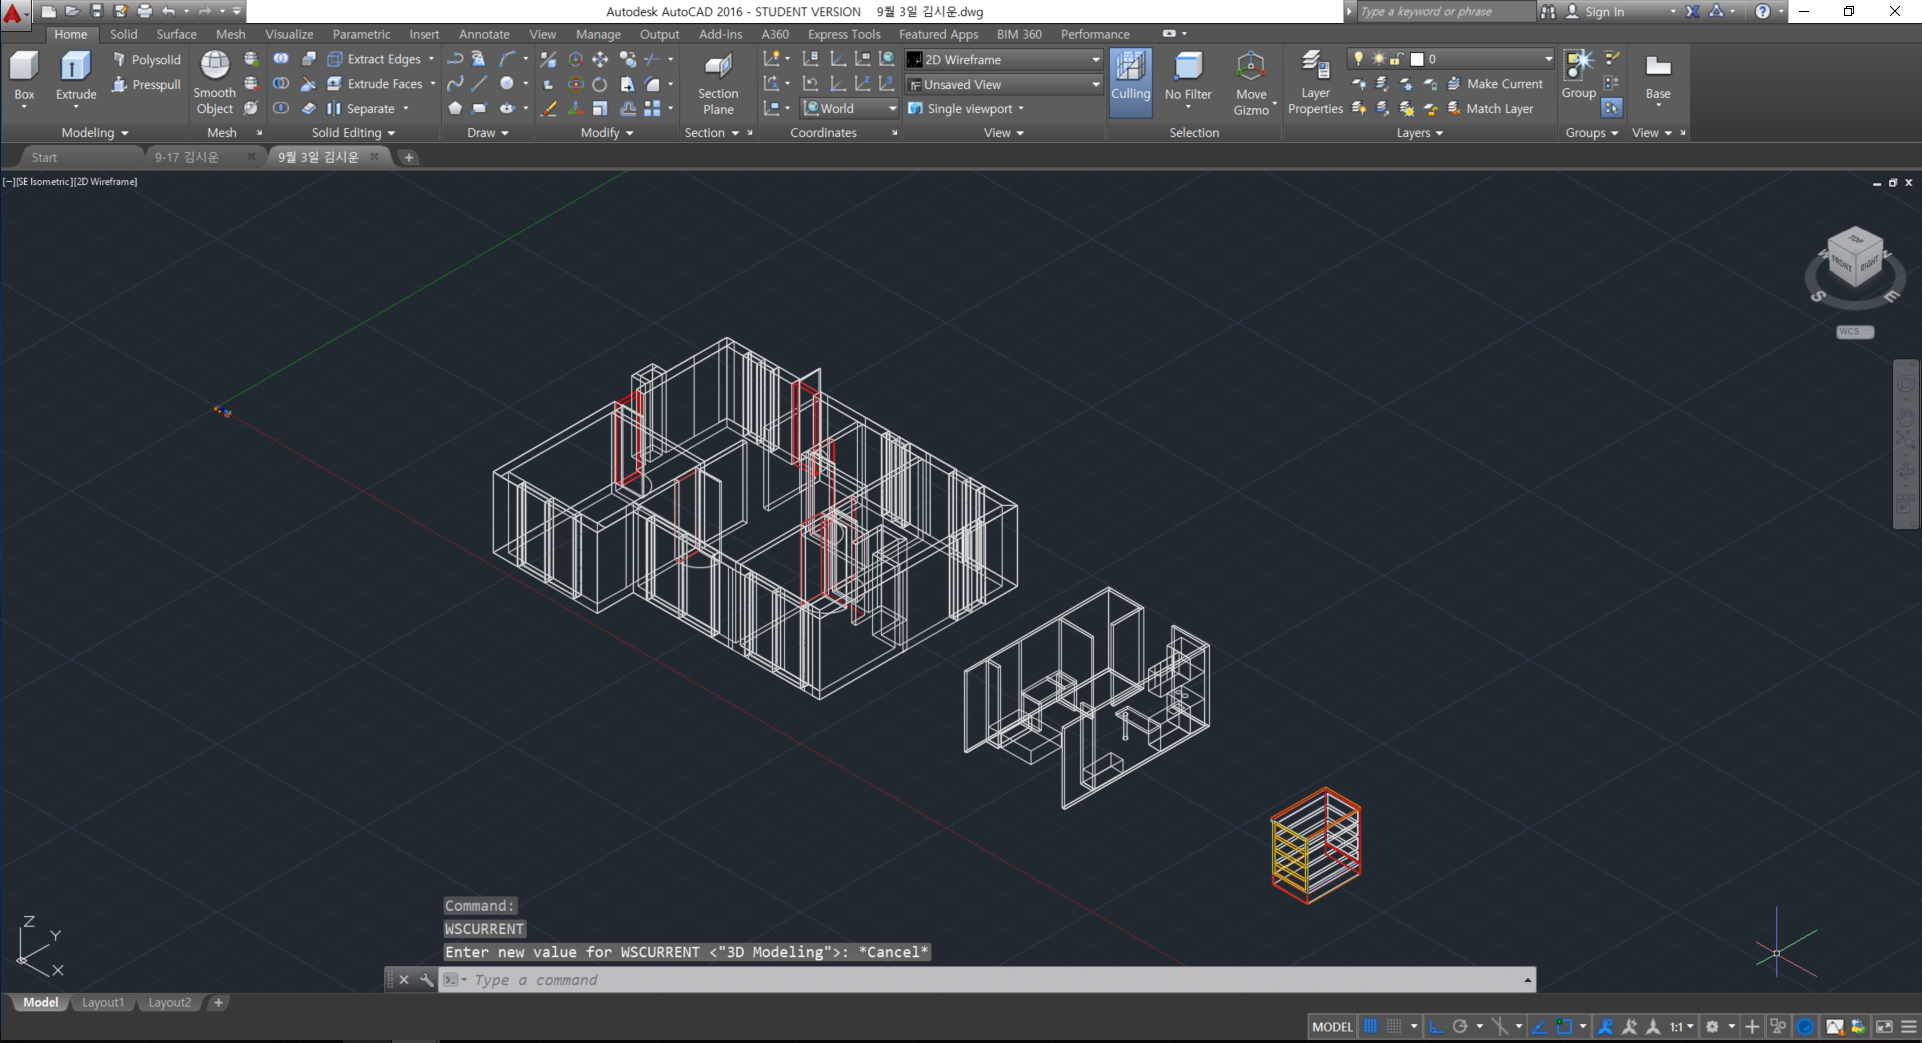 Autodesk AutoCAD 2016 - STUDENT VERSION 9월 3일 김시운.dwg
Type a keyword or phrase
Sign In
Home Solid Surface Mesh Visualize Parametric Insert Annotate View Manage Output Add-ins A360 Express Tools Featured Apps BIM 360 Performance
Box
Extrude
Polysolid
Presspull
Modeling
Smooth Object
Mesh
Extract Edges
Extrude Faces
Separate
Solid Editing
Draw
Modify
Section Plane
Section
World
Coordinates
2D Wireframe
Unsaved View
Single viewport
View
Culling
No Filter
Move Gizmo
Selection
Layer Properties
0
Make Current
Match Layer
Layers
Group
Groups
Base
View
Start 9-17 김시운 9월 3일 김시운
[−][SE Isometric][2D Wireframe]
TOP
FRONT RIGHT
W N
S E
WCS
Command:
WSCURRENT
Enter new value for WSCURRENT <"3D Modeling">: *Cancel*
Type a command
Z
Y
X
Model Layout1 Layout2
MODEL 1:1